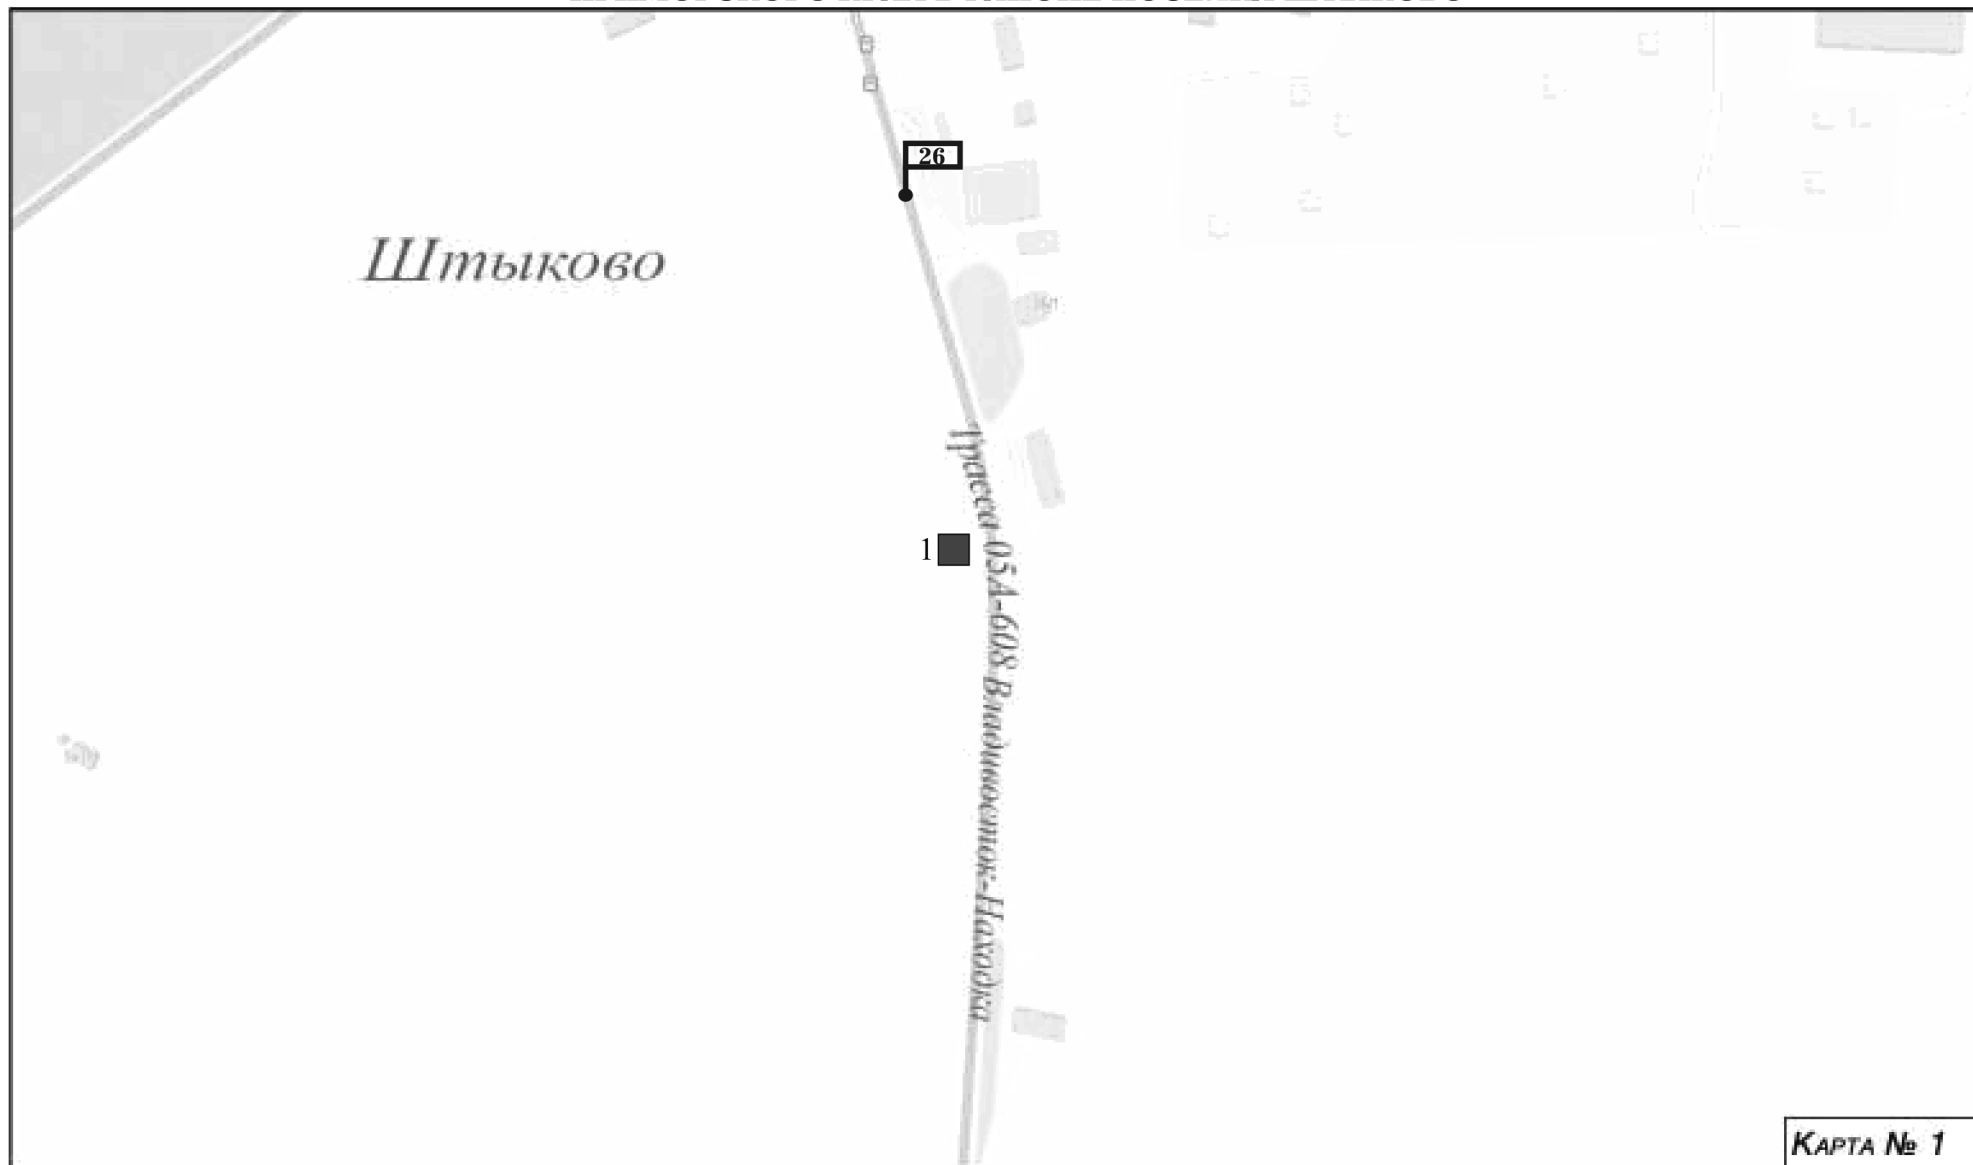 26
Штыково
Трасса 05А-608 Владивосток-Находка
1
КАРТА № 1